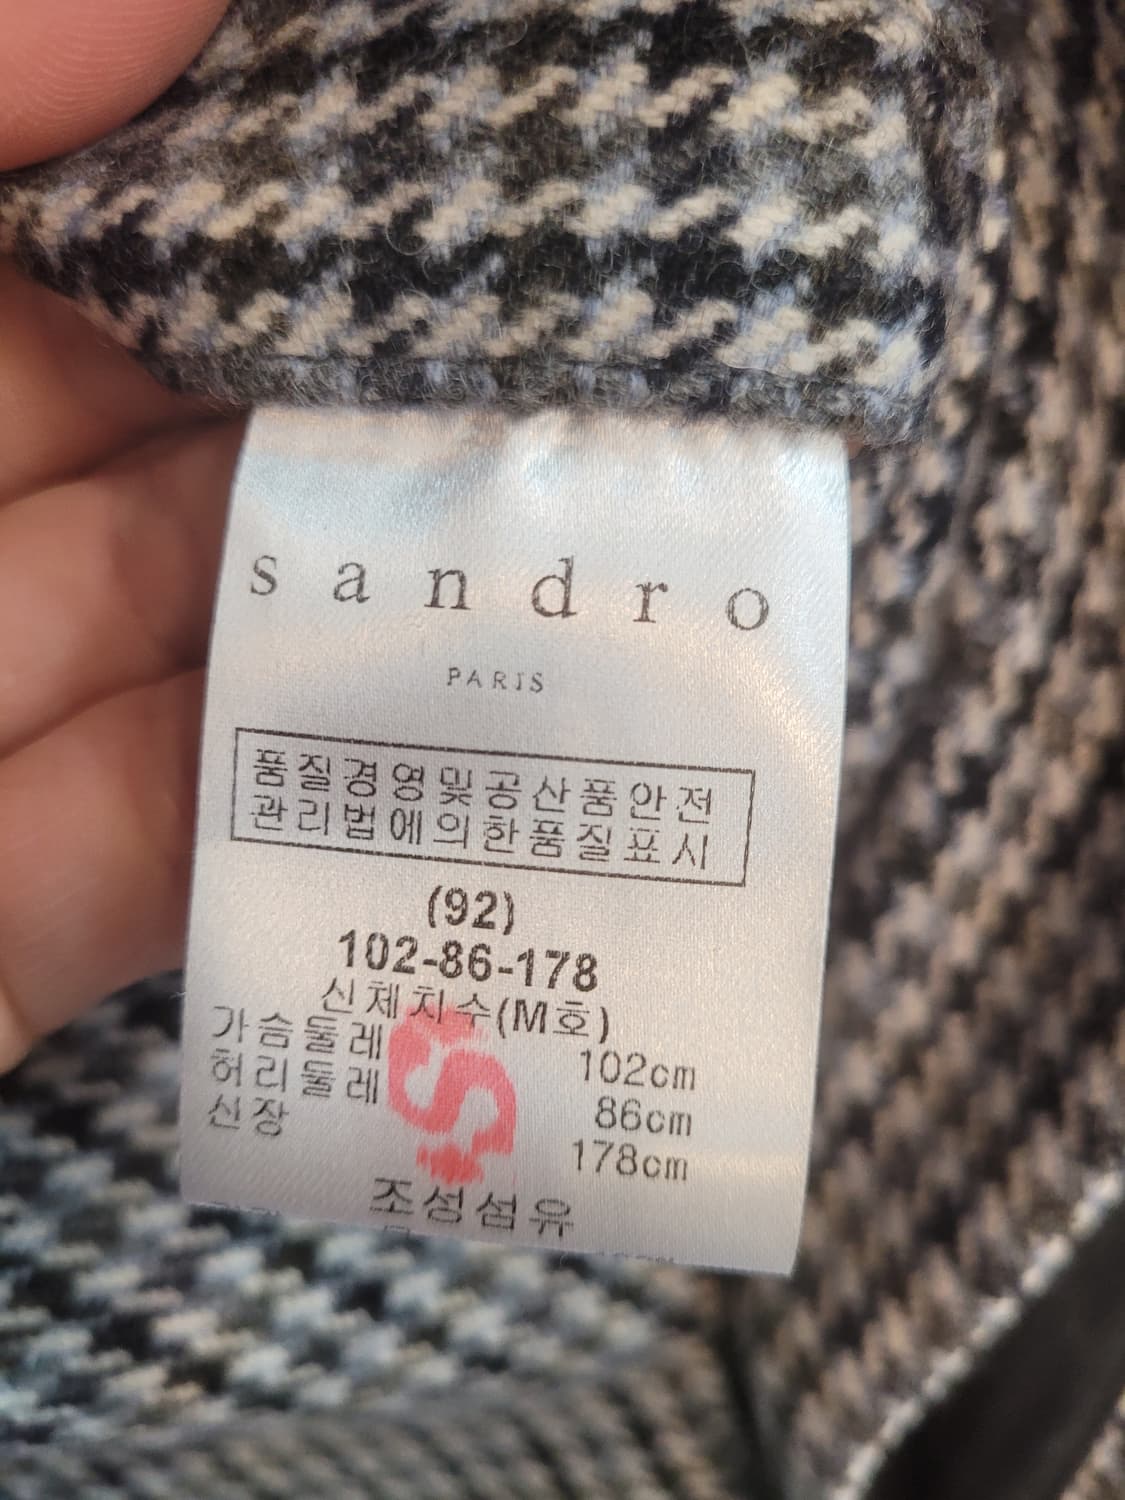 sandro
PARIS
품질경영및공산품안전
관리법에의한품질표시
(92)
102-86-178
신체치수(M호)
가슴둘레 102cm
허리둘레 86cm
신장 178cm
S
조성섬유